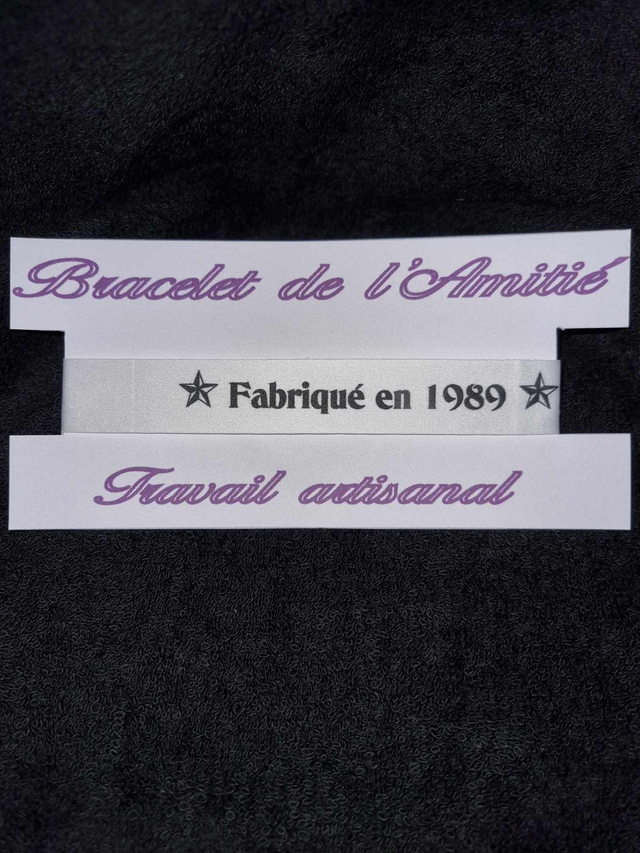 Bracelet de l'Amitié
Fabriqué en 1989
Travail artisanal